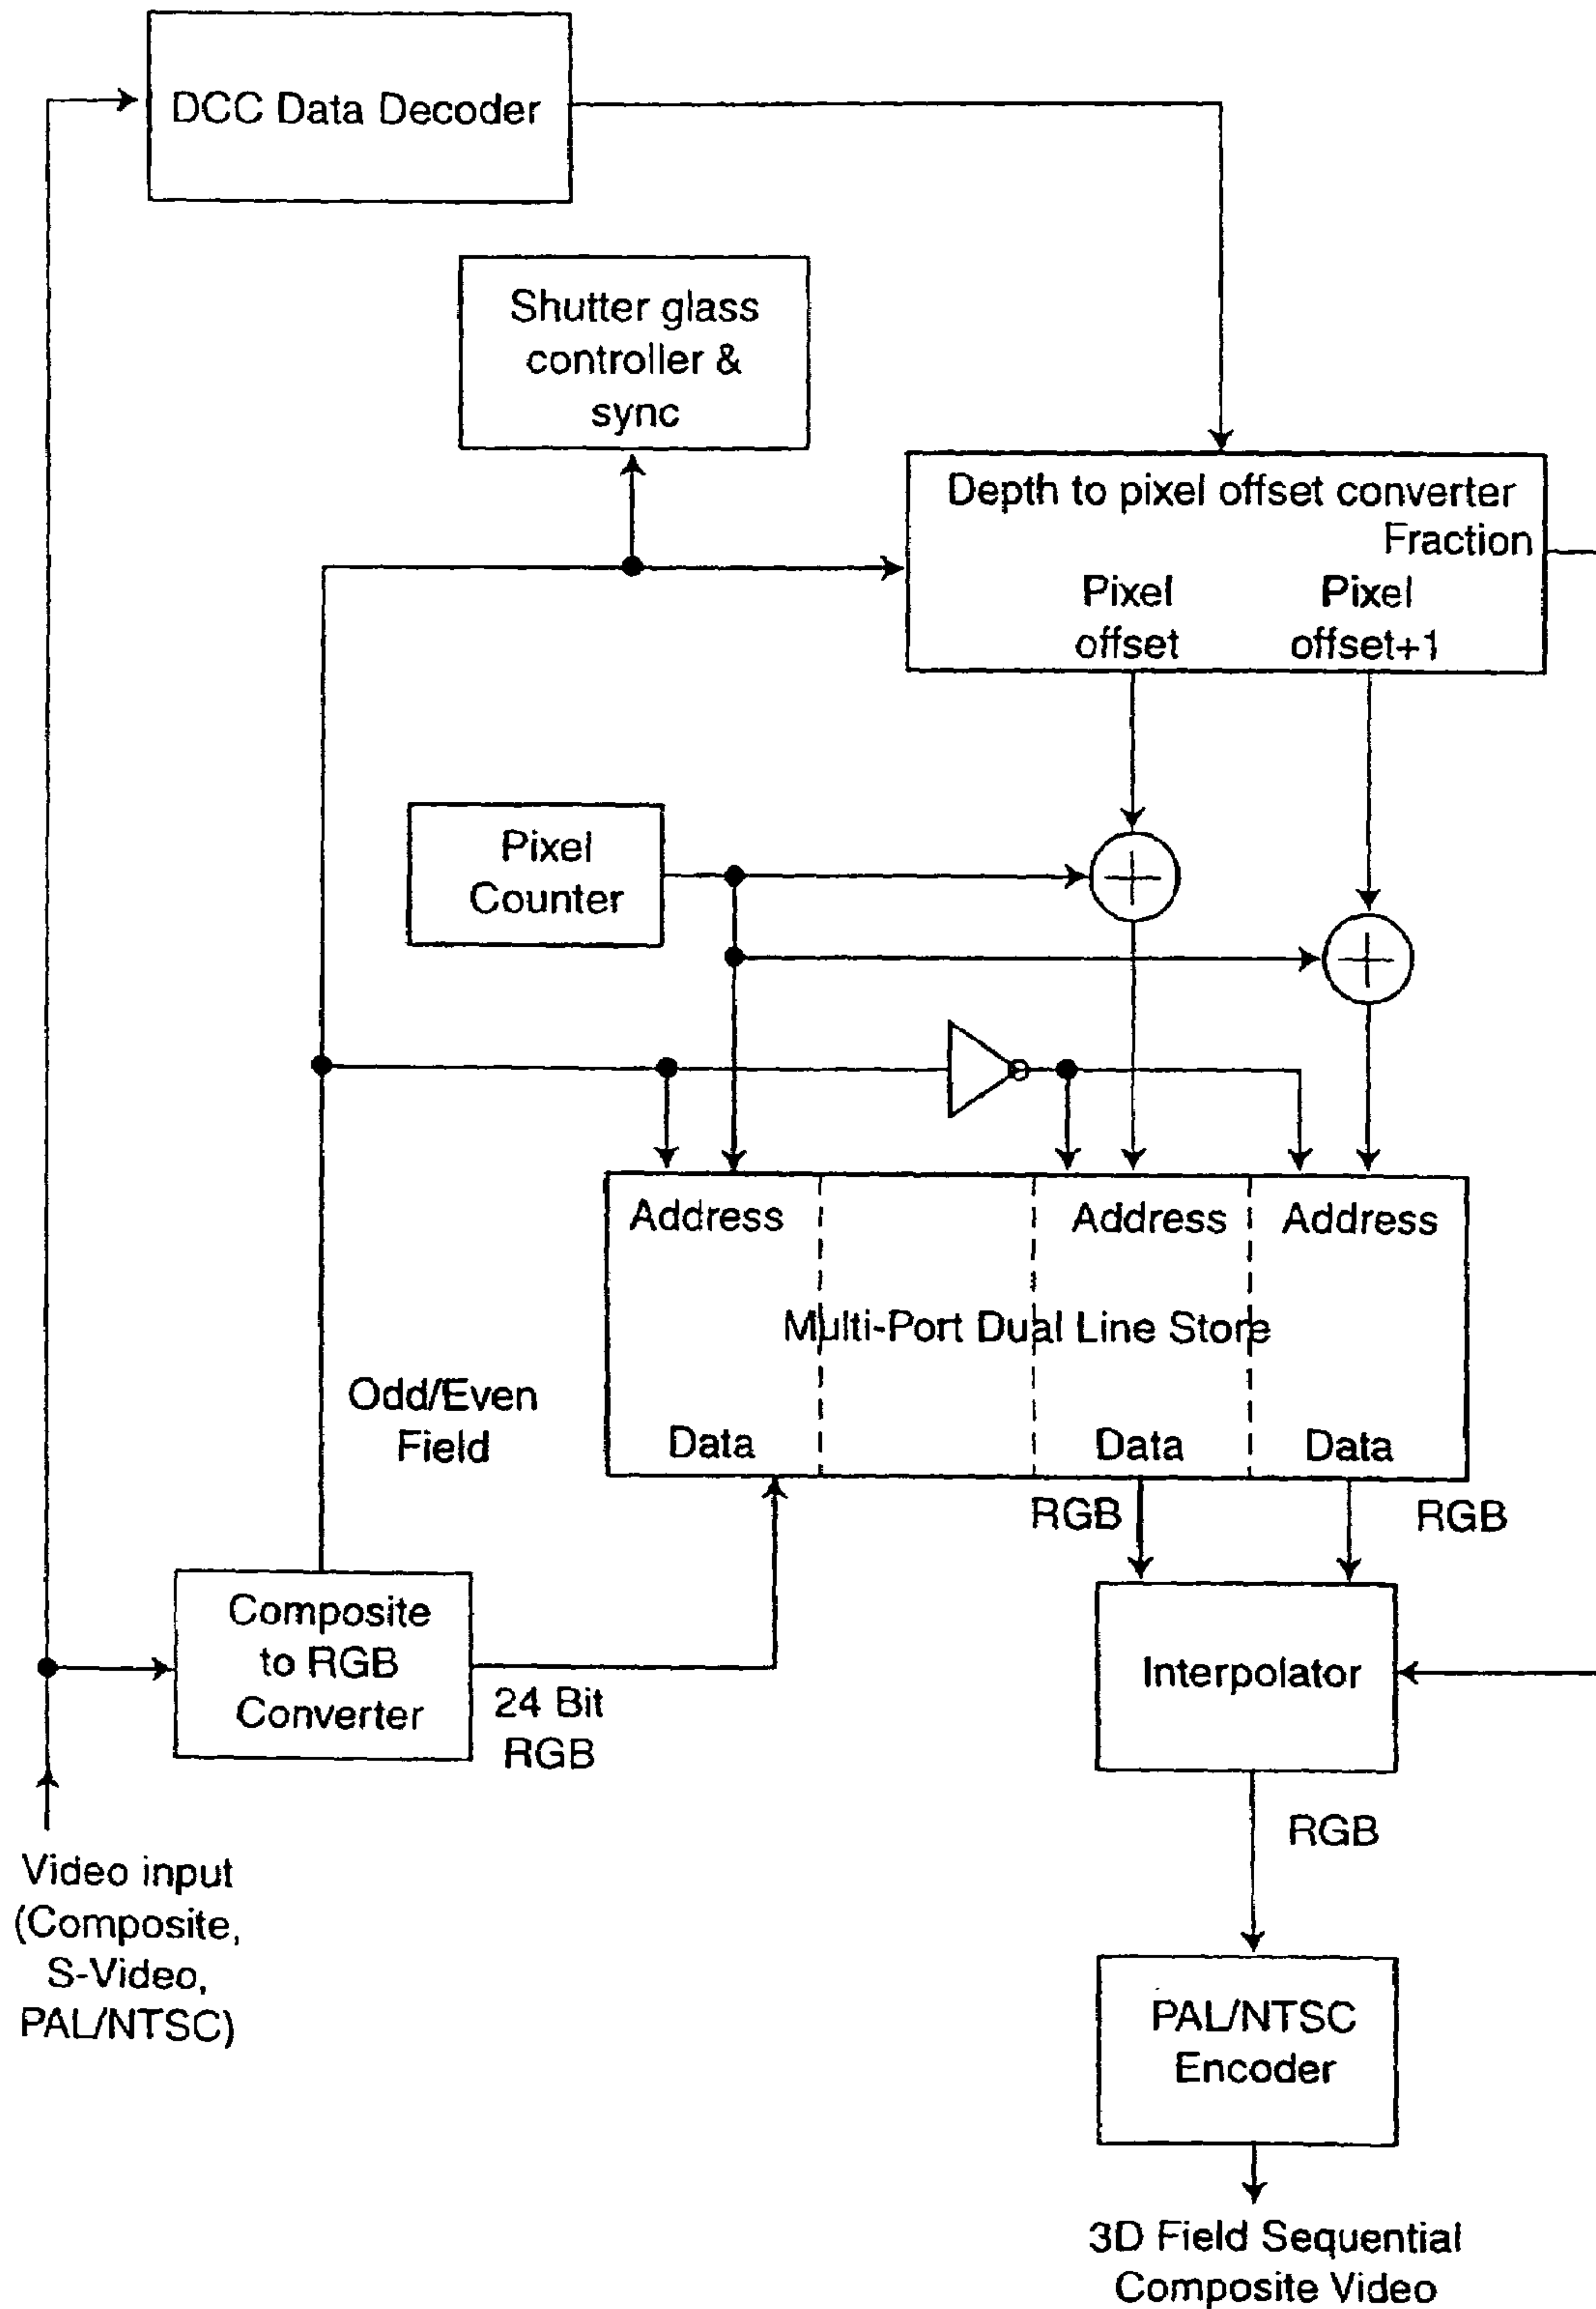 DCC Data Decoder
Shutter glass
controller &
sync
Depth to pixel offset converter
Fraction
Pixel
offset
Pixel
offset+1
Pixel
Counter
Address
Address
Address
Multi-Port Dual Line Store
Data
Data
Data
Odd/Even
Field
RGB
RGB
Composite
to RGB
Converter
24 Bit
RGB
Interpolator
RGB
Video input
(Composite,
S-Video,
PAL/NTSC)
PAL/NTSC
Encoder
3D Field Sequential
Composite Video